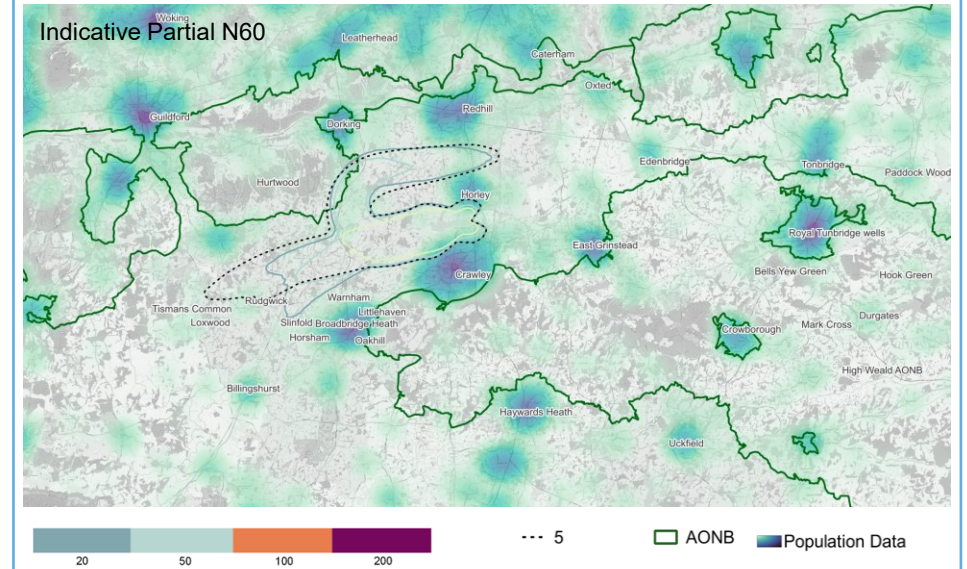 Indicative Partial N60
Woking
Leatherhead
Caterham
Oxted
Guildford
Redhill
Dorking
Edenbridge
Tonbridge
Paddock Wood
Hurtwood
Horley
Royal Tunbridge wells
East Grinstead
Crawley
Bells Yew Green
Hook Green
Rudgwick
Warnham
Tismans Common
Littlehaven
Loxwood
Slinfold
Broadbridge Heath
Horsham
Oakhill
Crowborough
Mark Cross
Durgates
High Weald AONB
Billingshurst
Haywards Heath
Uckfield
20 50 100 200
5
AONB
Population Data